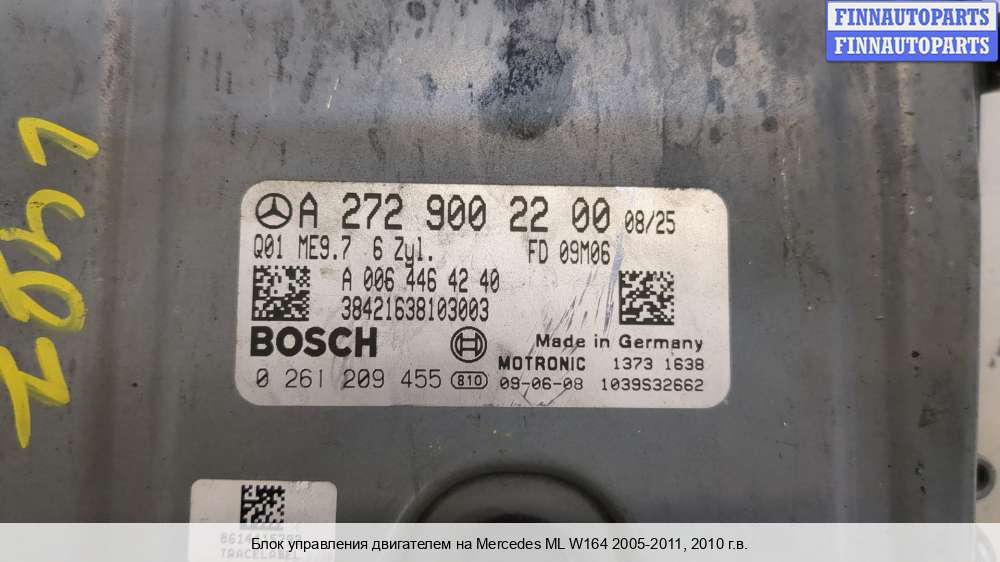 FINNAUTOPARTS
FINNAUTOPARTS
A 272 900 22 00 08/25
Q01 ME9.7 6 Zyl. FD 09M06
A 006 446 42 40
38421638103003
BOSCH
Made in Germany
MOTRONIC 1373 1638
0 261 209 455 810 09-06-08 1039S32662
TRACELABEL
Блок управления двигателем на Mercedes ML W164 2005-2011, 2010 г.в.